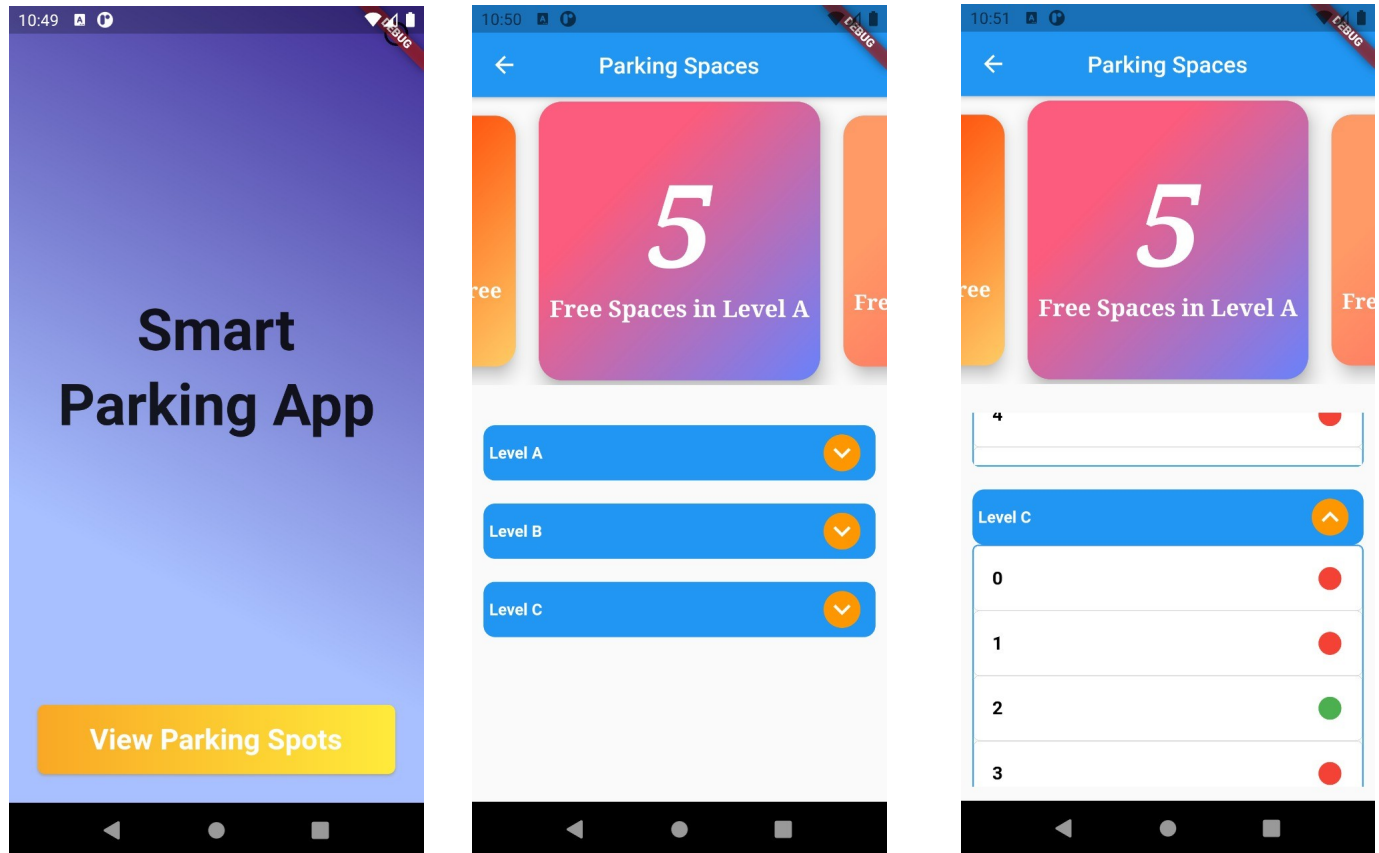 10:49
DEBUG
Smart
Parking App
View Parking Spots
10:50
DEBUG
Parking Spaces
ree
5
Free Spaces in Level A
Fre
Level A
Level B
Level C
10:51
DEBUG
Parking Spaces
ree
5
Free Spaces in Level A
Fre
4
Level C
0
1
2
3